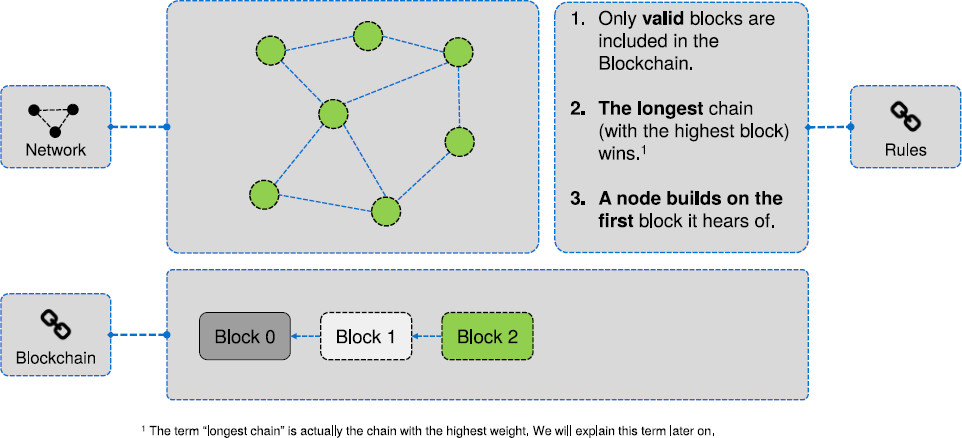 Network
1. Only valid blocks are
included in the
Blockchain.
2. The longest chain
(with the highest block)
wins.¹
3. A node builds on the
first block it hears of.
Rules
Blockchain
Block 0
Block 1
Block 2
¹ The term “longest chain” is actually the chain with the highest weight. We will explain this term later on.